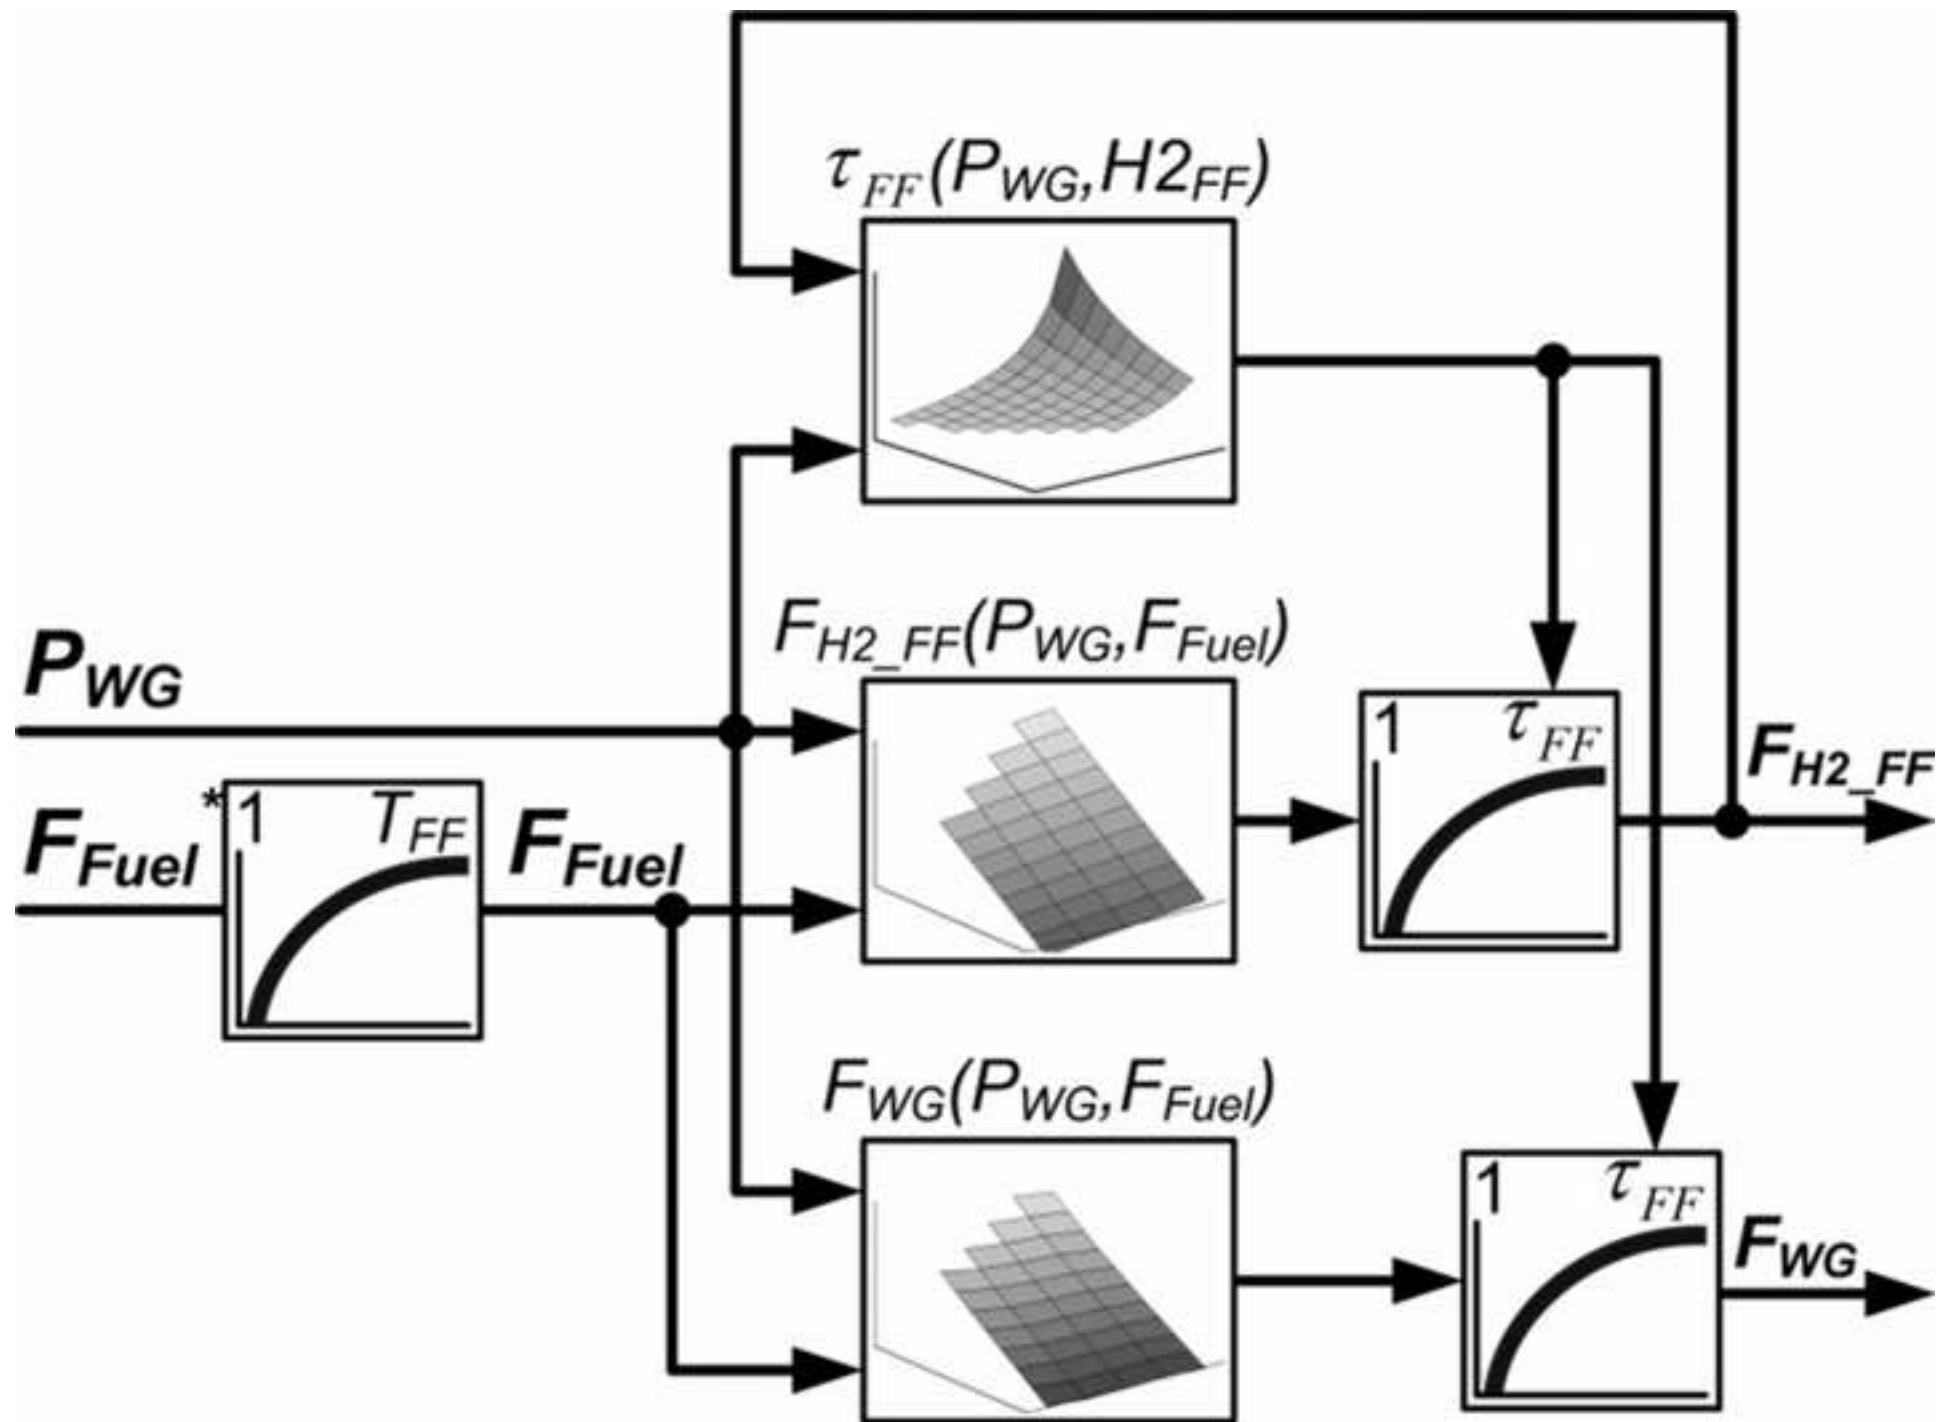 τFF(PWG,H2FF)
FH2_FF(PWG,FFuel)
PWG
1 τFF
FH2_FF
FFuel*
1 TFF
FFuel
FWG(PWG,FFuel)
1 τFF
FWG